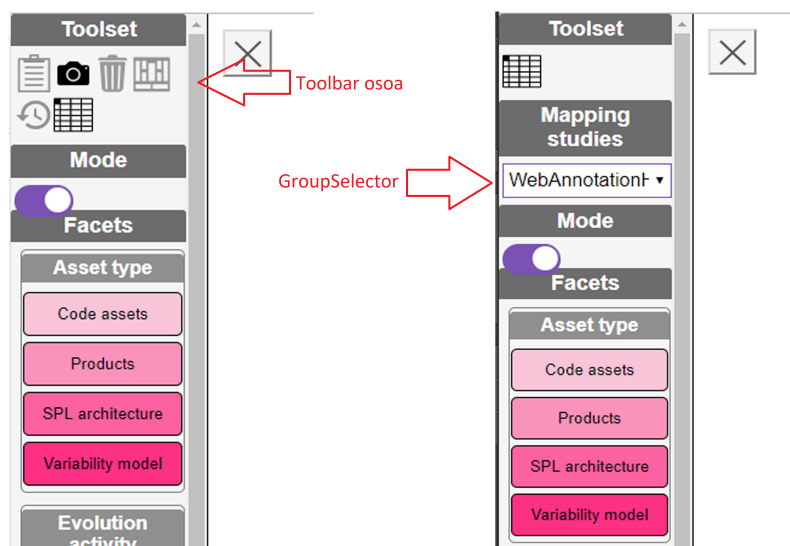 Toolset
Mode
Facets
Asset type
Code assets
Products
SPL architecture
Variability model
Evolution
activity
Toolbar osoa
GroupSelector
Toolset
Mapping
studies
WebAnnotationH
Mode
Facets
Asset type
Code assets
Products
SPL architecture
Variability model